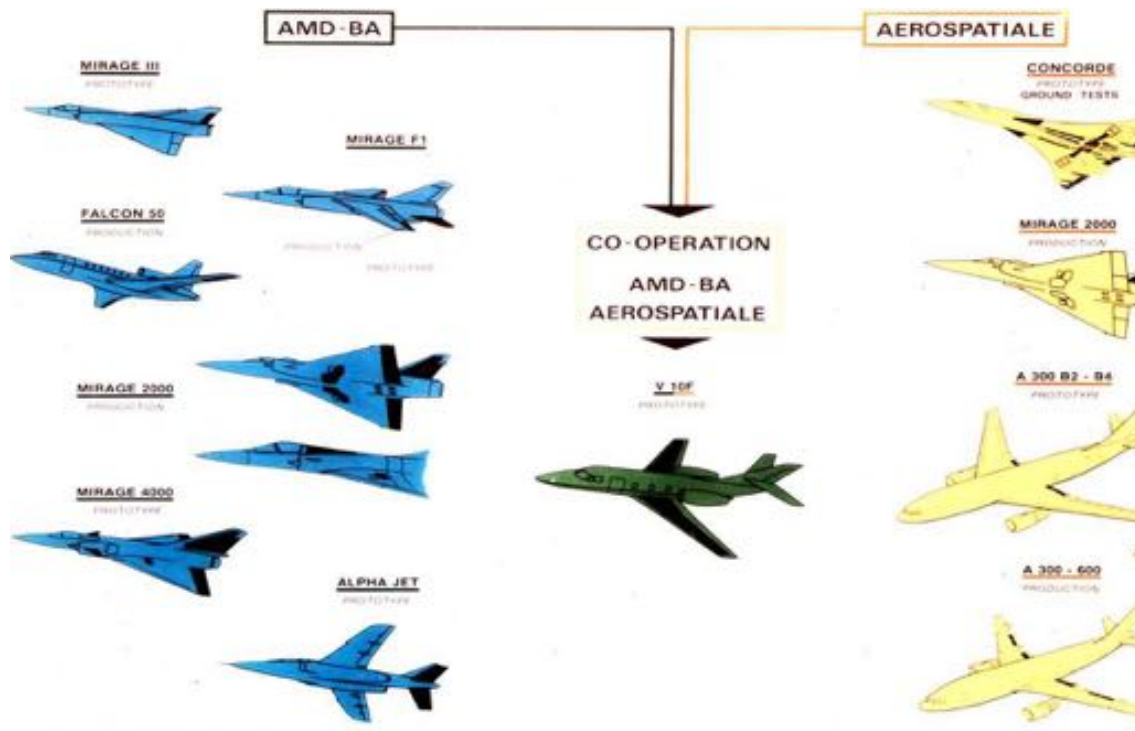 AMD-BA
AEROSPATIALE
MIRAGE III
PROTOTYPE
MIRAGE F1
PRODUCTION
PROTOTYPE
FALCON 50
PRODUCTION
MIRAGE 2000
PRODUCTION
MIRAGE 4000
PROTOTYPE
ALPHA JET
PROTOTYPE
CO-OPERATION
AMD-BA
AEROSPATIALE
V 10F
PROTOTYPE
CONCORDE
PROTOTYPE
GROUND TESTS
MIRAGE 2000
PRODUCTION
A 300 B2 - B4
PROTOTYPE
A 300 - 600
PRODUCTION